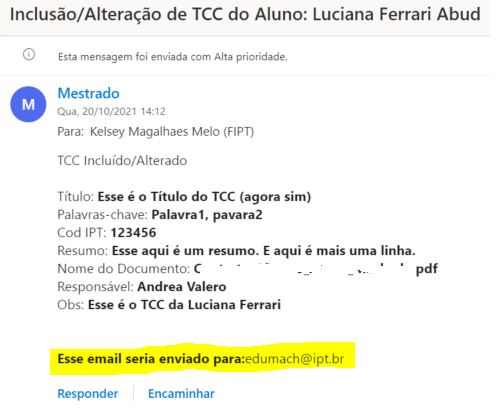 Inclusão/Alteração de TCC do Aluno: Luciana Ferrari Abud
Esta mensagem foi enviada com Alta prioridade.
M
Mestrado
Qua, 20/10/2021 14:12
Para: Kelsey Magalhaes Melo (FIPT)
TCC Incluído/Alterado
Título: Esse é o Título do TCC (agora sim)
Palavras-chave: Palavra1, pavara2
Cod IPT: 123456
Resumo: Esse aqui é um resumo. E aqui é mais uma linha.
Nome do Documento: pdf
Responsável: Andrea Valero
Obs: Esse é o TCC da Luciana Ferrari
Esse email seria enviado para:edumach@ipt.br
Responder Encaminhar